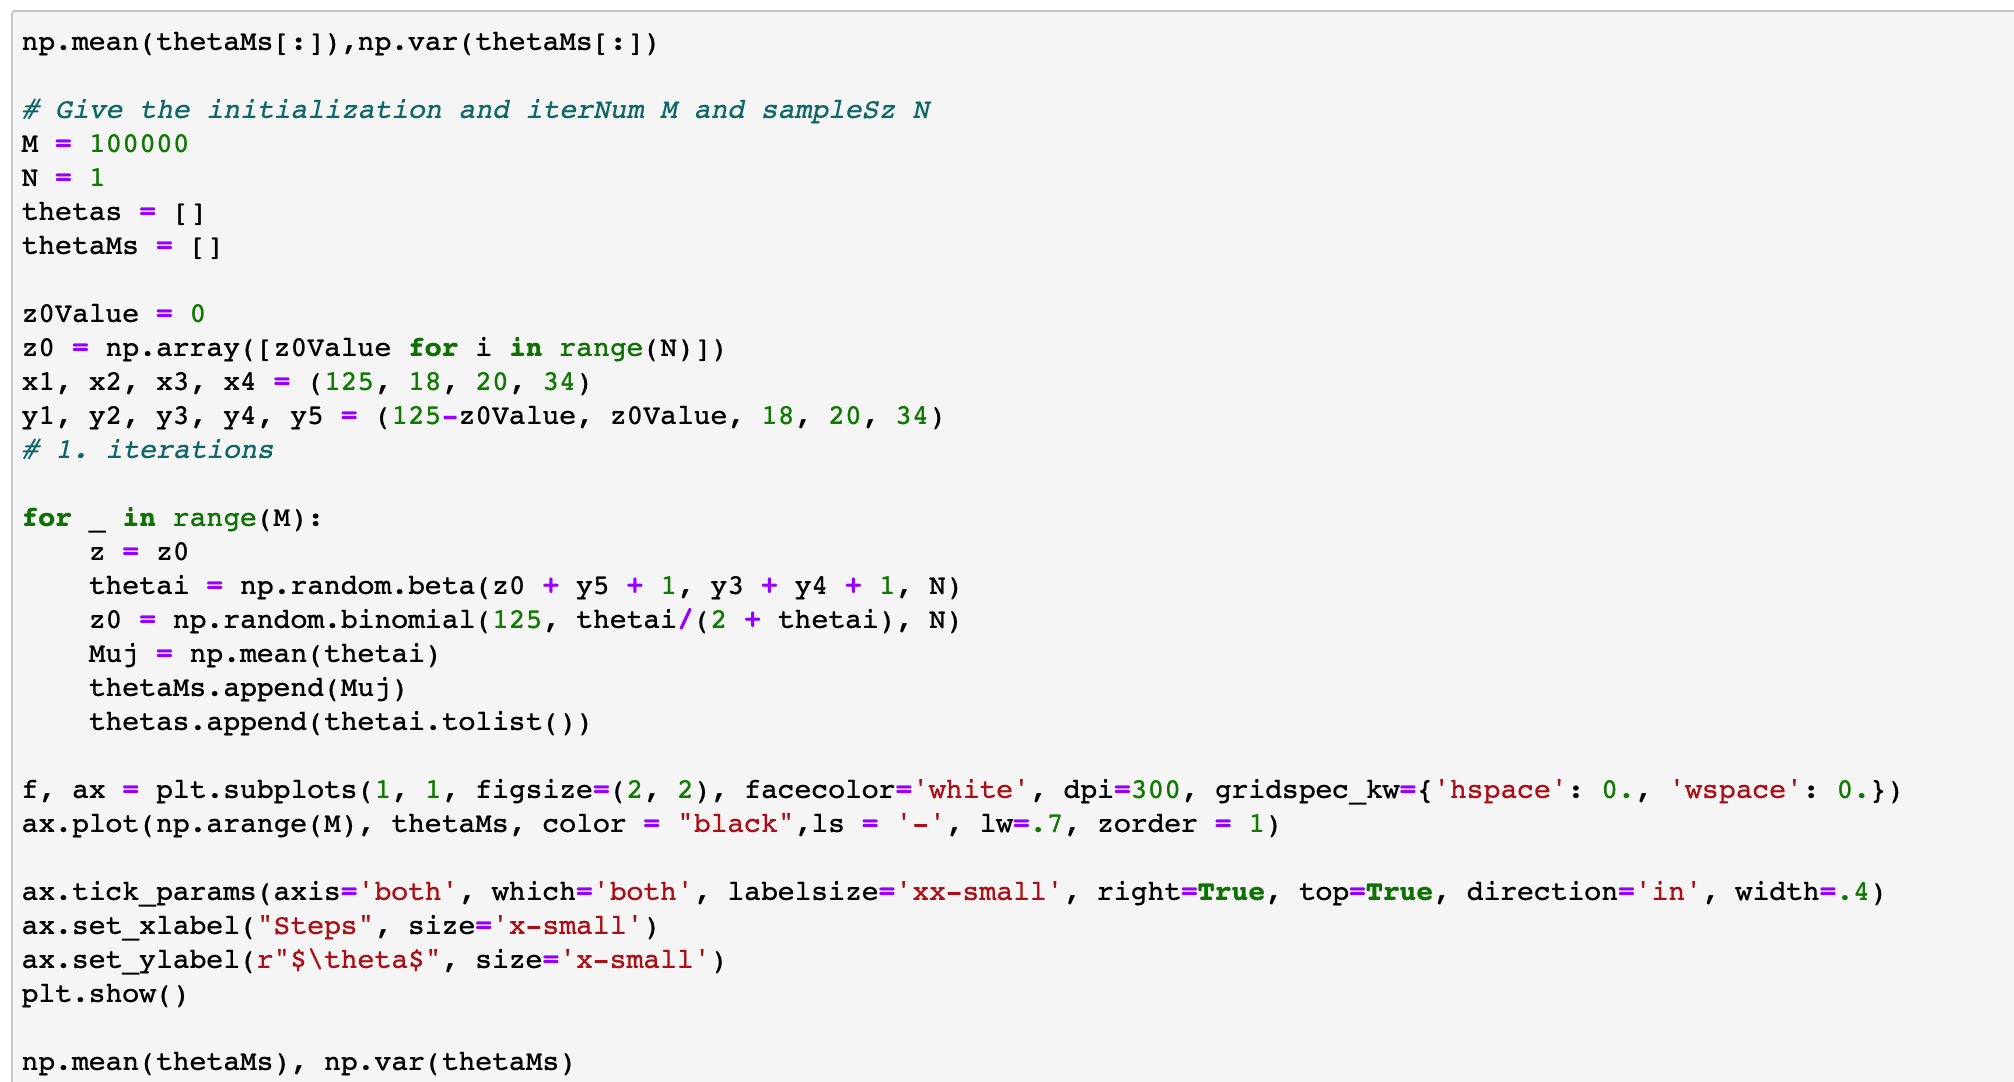 np.mean(thetaMs[:]),np.var(thetaMs[:])
# Give the initialization and iterNum M and sampleSz N
M = 100000
N = 1
thetas = []
thetaMs = []
z0Value = 0
z0 = np.array([z0Value for i in range(N)])
x1, x2, x3, x4 = (125, 18, 20, 34)
y1, y2, y3, y4, y5 = (125-z0Value, z0Value, 18, 20, 34)
# 1. iterations
for _ in range(M):
    z = z0
    thetai = np.random.beta(z0 + y5 + 1, y3 + y4 + 1, N)
    z0 = np.random.binomial(125, thetai/(2 + thetai), N)
    Muj = np.mean(thetai)
    thetaMs.append(Muj)
    thetas.append(thetai.tolist())
f, ax = plt.subplots(1, 1, figsize=(2, 2), facecolor='white', dpi=300, gridspec_kw={'hspace': 0., 'wspace': 0.})
ax.plot(np.arange(M), thetaMs, color = "black",ls = '-', lw=.7, zorder = 1)
ax.tick_params(axis='both', which='both', labelsize='xx-small', right=True, top=True, direction='in', width=.4)
ax.set_xlabel("Steps", size='x-small')
ax.set_ylabel(r"$\theta$", size='x-small')
plt.show()
np.mean(thetaMs), np.var(thetaMs)